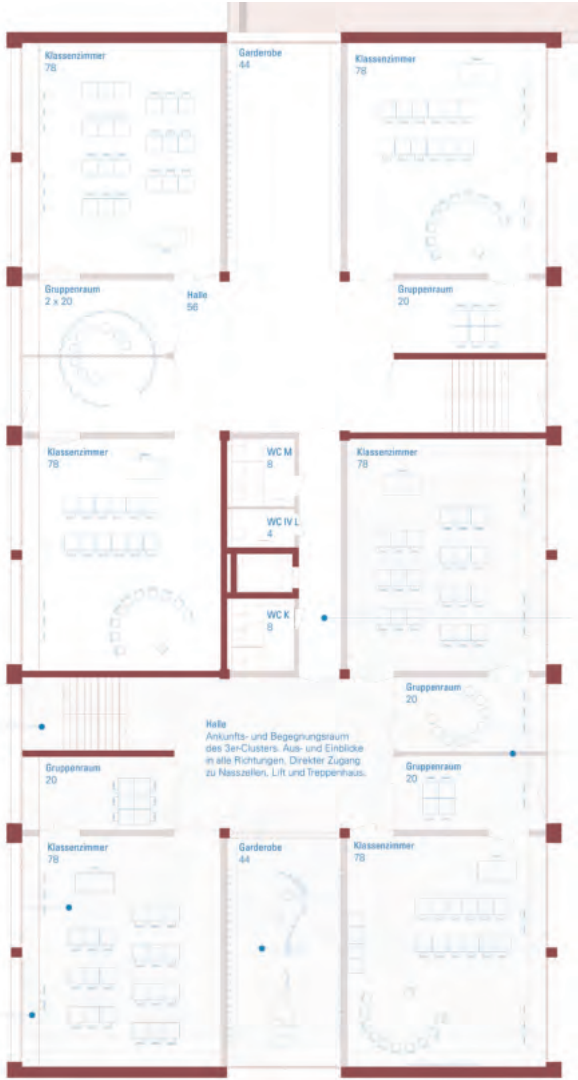 Klassenzimmer
78
Garderobe
44
Klassenzimmer
78
Gruppenraum
2 x 20
Halle
56
Gruppenraum
20
Klassenzimmer
78
WC M
8
Klassenzimmer
78
WC IV L
4
WC K
8
Gruppenraum
20
Halle
Ankunfts- und Begegnungsraum
des 3er-Clusters. Aus- und Einblicke
in alle Richtungen. Direkter Zugang
zu Nasszellen, Lift und Treppenhaus.
Gruppenraum
20
Gruppenraum
20
Klassenzimmer
78
Garderobe
44
Klassenzimmer
78